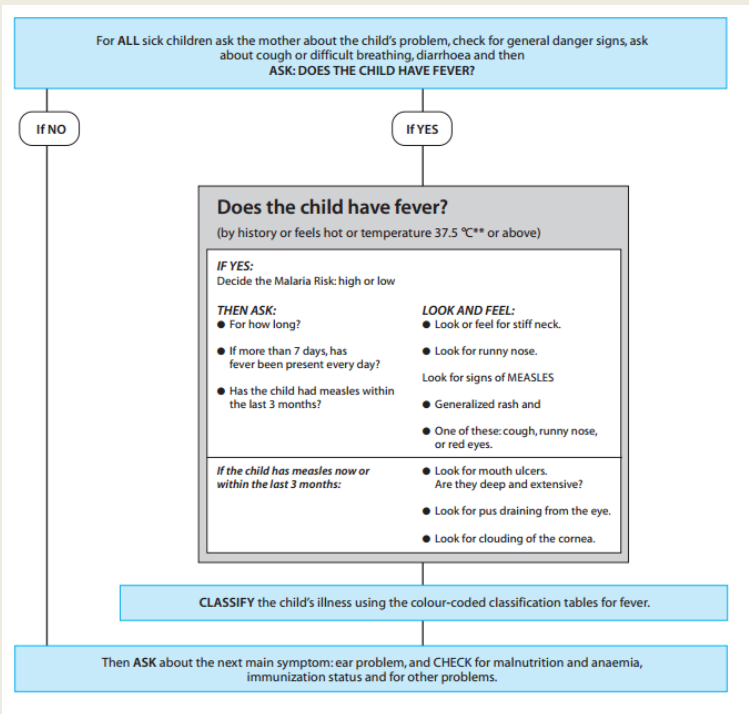 For ALL sick children ask the mother about the child's problem, check for general danger signs, ask
about cough or difficult breathing, diarrhoea and then
ASK: DOES THE CHILD HAVE FEVER?
If NO
If YES
Does the child have fever?
(by history or feels hot or temperature 37.5 ℃** or above)
IF YES:
Decide the Malaria Risk: high or low
THEN ASK:
● For how long?
● If more than 7 days, has
fever been present every day?
● Has the child had measles within
the last 3 months?
LOOK AND FEEL:
● Look or feel for stiff neck.
● Look for runny nose.
Look for signs of MEASLES
● Generalized rash and
● One of these: cough, runny nose,
or red eyes.
If the child has measles now or
within the last 3 months:
● Look for mouth ulcers.
Are they deep and extensive?
● Look for pus draining from the eye.
● Look for clouding of the cornea.
CLASSIFY the child's illness using the colour-coded classification tables for fever.
Then ASK about the next main symptom: ear problem, and CHECK for malnutrition and anaemia,
immunization status and for other problems.